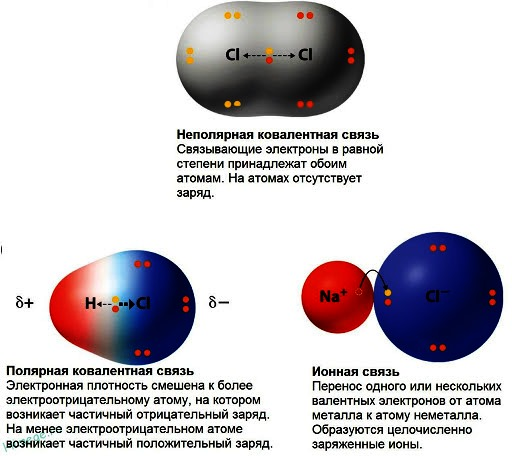 Cl Cl
Неполярная ковалентная связь
Связывающие электроны в равной
степени принадлежат обоим
атомам. На атомах отсутствует
заряд.
δ+ H Cl δ−
Полярная ковалентная связь
Электронная плотность смешена к более
электроотрицательному атому, на котором
возникает частичный отрицательный заряд.
На менее электроотрицательном атоме
возникает частичный положительный заряд.
Na⁺ Cl⁻
Ионная связь
Перенос одного или нескольких
валентных электронов от атома
металла к атому неметалла.
Образуются целочисленно
заряженные ионы.